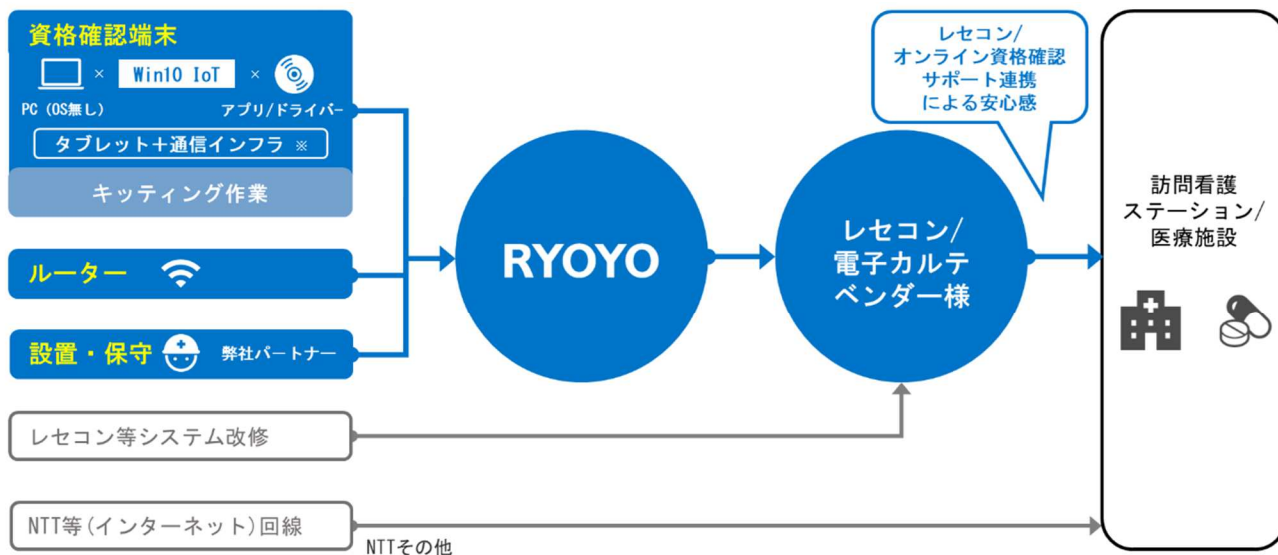 資格確認端末
× Win10 IoT ×
PC (OS無し) アプリ/ドライバー
タブレット+通信インフラ ※
キッティング作業
ルーター
設置・保守 弊社パートナー
レセコン等システム改修
NTT等(インターネット)回線
NTTその他
RYOYO
レセコン/
電子カルテ
ベンダー様
レセコン/
オンライン資格確認
サポート連携
による安心感
訪問看護
ステーション/
医療施設